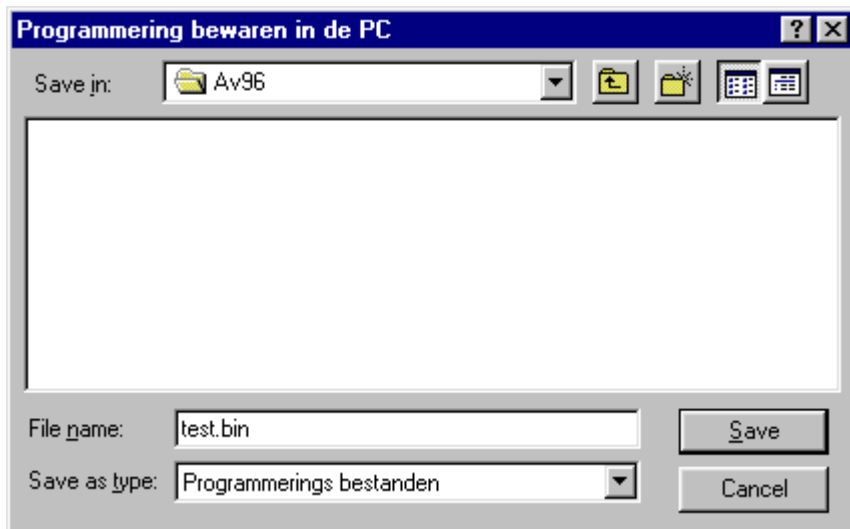 Programmering bewaren in de PC
Save in: Av96
File name: test.bin Save
Save as type: Programmerings bestanden Cancel